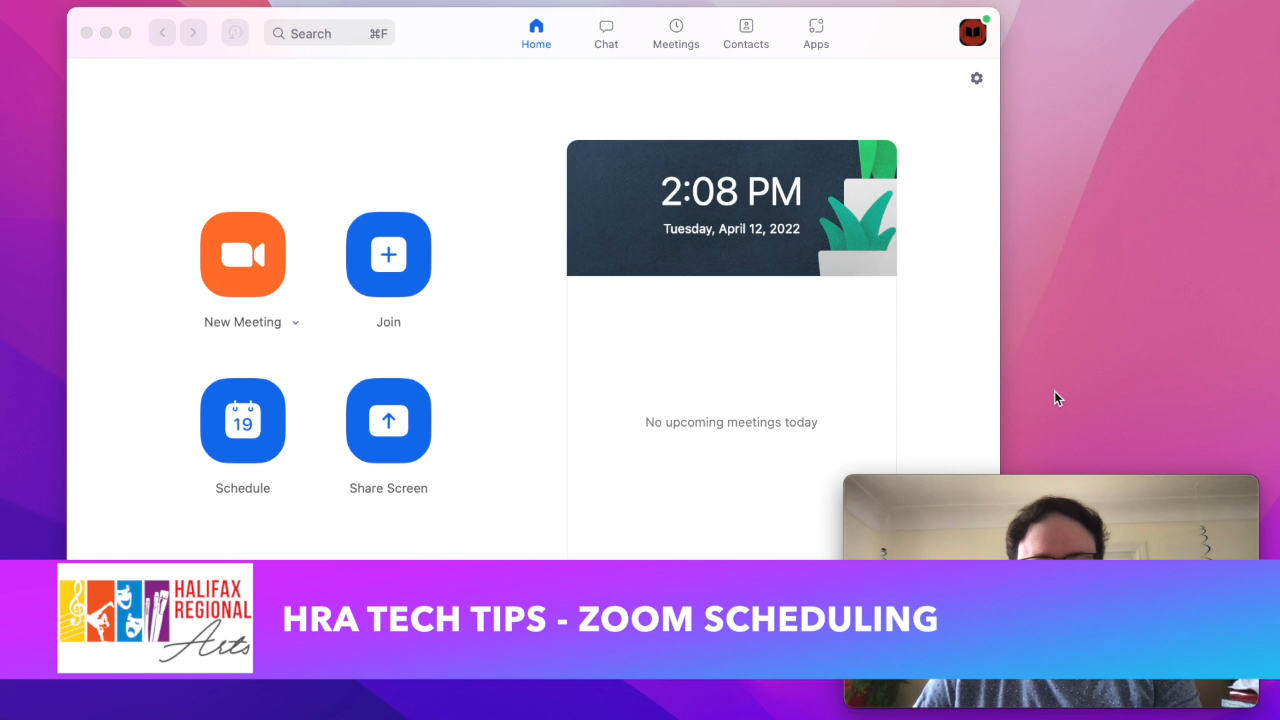 Search ⌘F
Home
Chat
Meetings
Contacts
Apps
2:08 PM
Tuesday, April 12, 2022
New Meeting
Join
19
Schedule
Share Screen
No upcoming meetings today
HALIFAX
REGIONAL
Arts
HRA TECH TIPS - ZOOM SCHEDULING